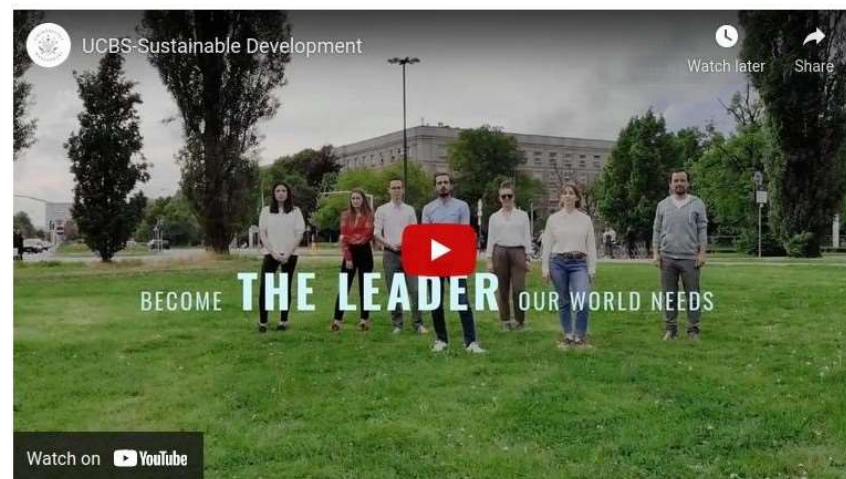 UCBS-Sustainable Development
Watch later
Share
BECOME THE LEADER OUR WORLD NEEDS
Watch on YouTube